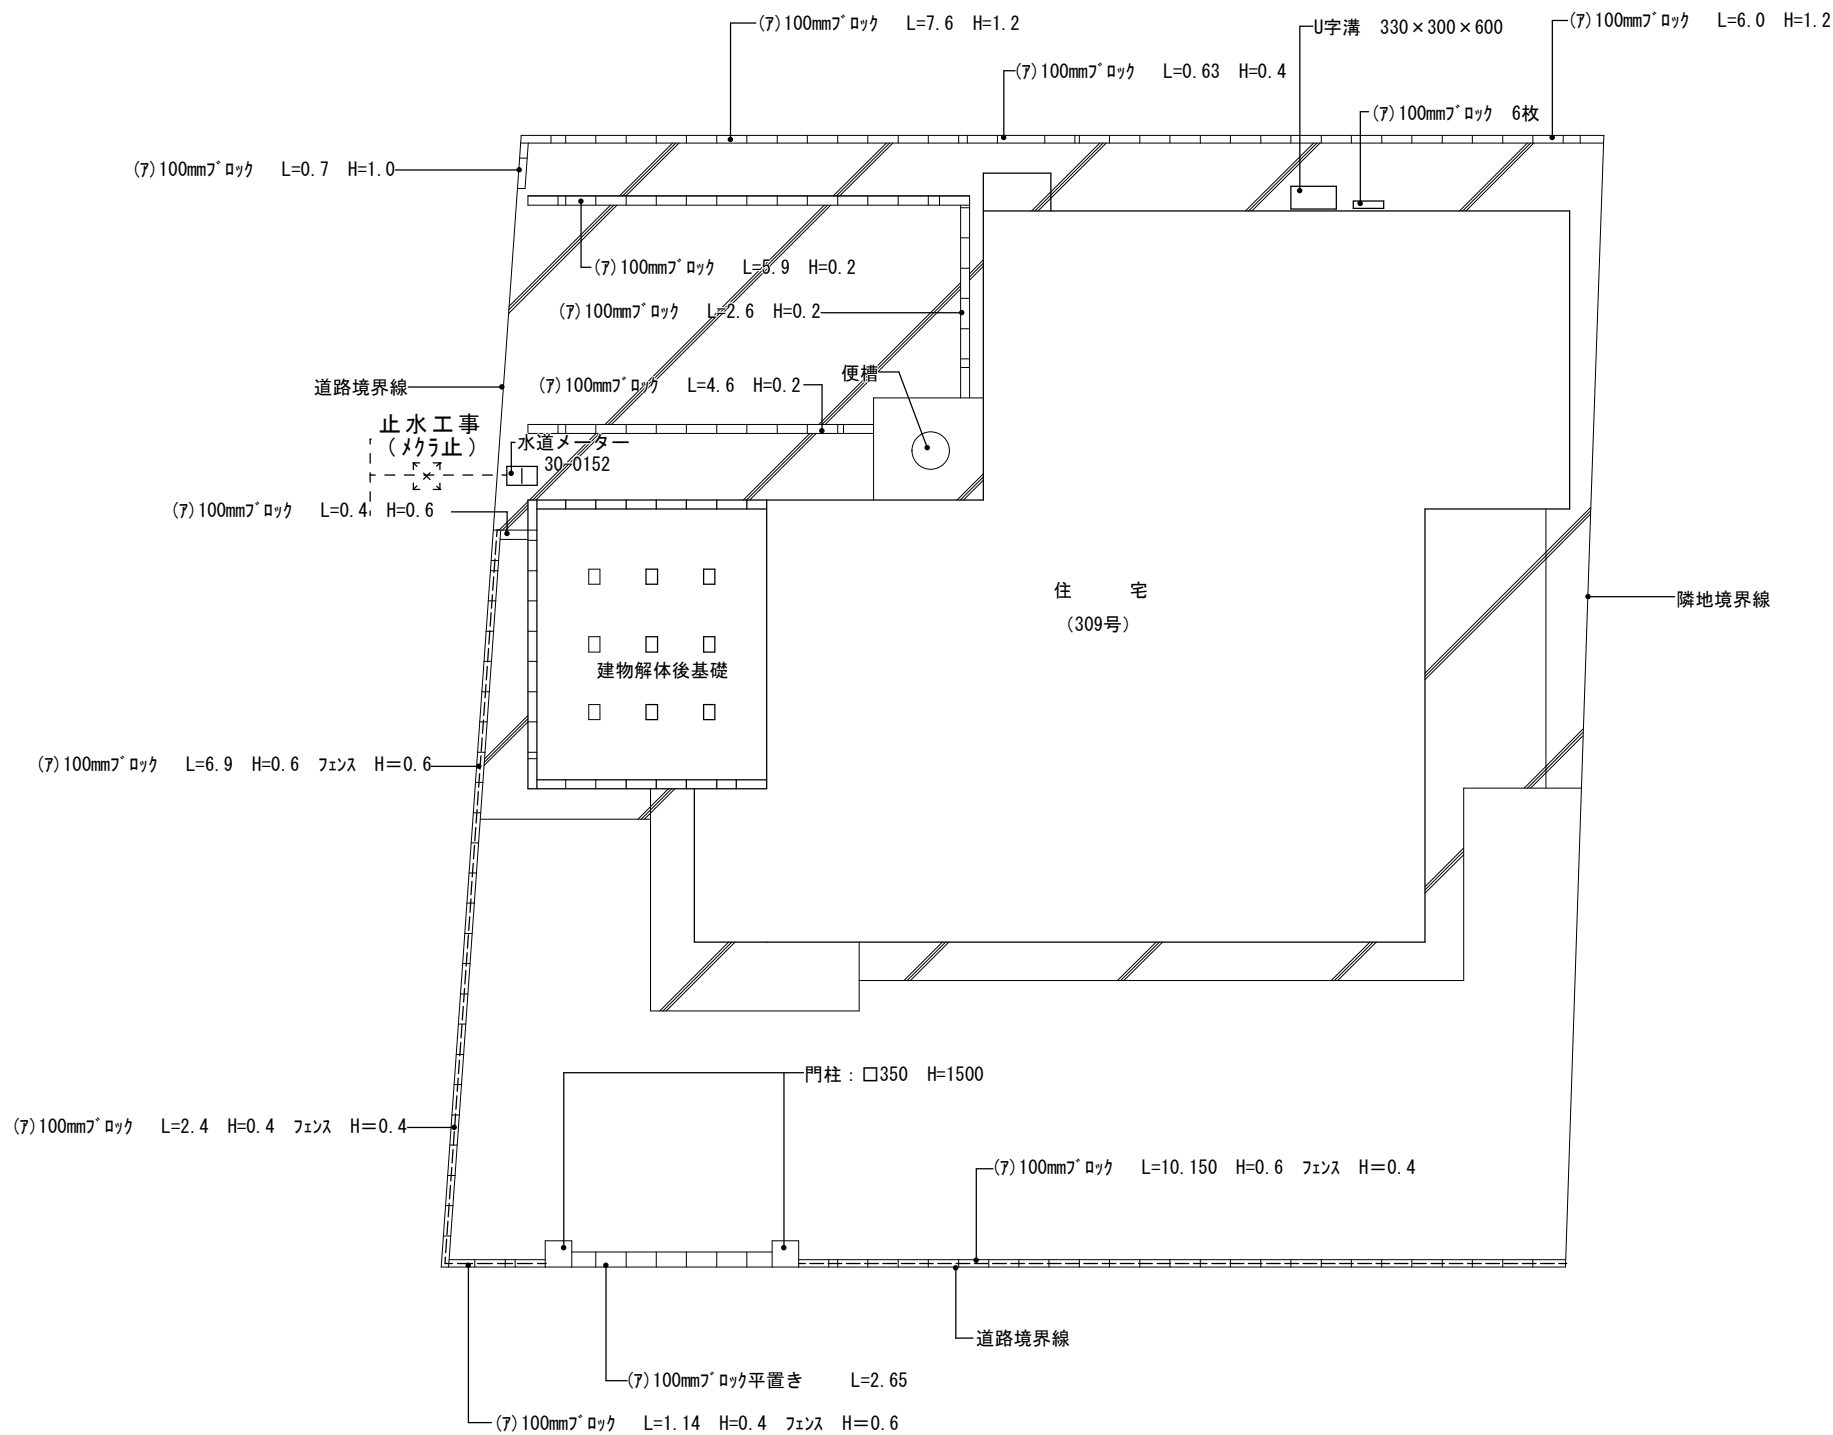 (ｱ)100mmﾌﾞﾛｯｸ　L=7.6　H=1.2
U字溝　330×300×600
(ｱ)100mmﾌﾞﾛｯｸ　L=6.0　H=1.2
(ｱ)100mmﾌﾞﾛｯｸ　L=0.63　H=0.4
(ｱ)100mmﾌﾞﾛｯｸ　6枚
(ｱ)100mmﾌﾞﾛｯｸ　L=0.7　H=1.0
(ｱ)100mmﾌﾞﾛｯｸ　L=5.9　H=0.2
(ｱ)100mmﾌﾞﾛｯｸ　L=2.6　H=0.2
便槽
道路境界線
(ｱ)100mmﾌﾞﾛｯｸ　L=4.6　H=0.2
止水工事
（ﾒｸﾗ止）
水道メーター
30-0152
(ｱ)100mmﾌﾞﾛｯｸ　L=0.4　H=0.6
住　宅
（309号）
隣地境界線
建物解体後基礎
(ｱ)100mmﾌﾞﾛｯｸ　L=6.9　H=0.6　ﾌｪﾝｽ　H＝0.6
門柱：□350　H=1500
(ｱ)100mmﾌﾞﾛｯｸ　L=2.4　H=0.4　ﾌｪﾝｽ　H＝0.4
(ｱ)100mmﾌﾞﾛｯｸ　L=10.150　H=0.6　ﾌｪﾝｽ　H＝0.4
道路境界線
(ｱ)100mmﾌﾞﾛｯｸ平置き　L=2.65
(ｱ)100mmﾌﾞﾛｯｸ　L=1.14　H=0.4　ﾌｪﾝｽ　H＝0.6